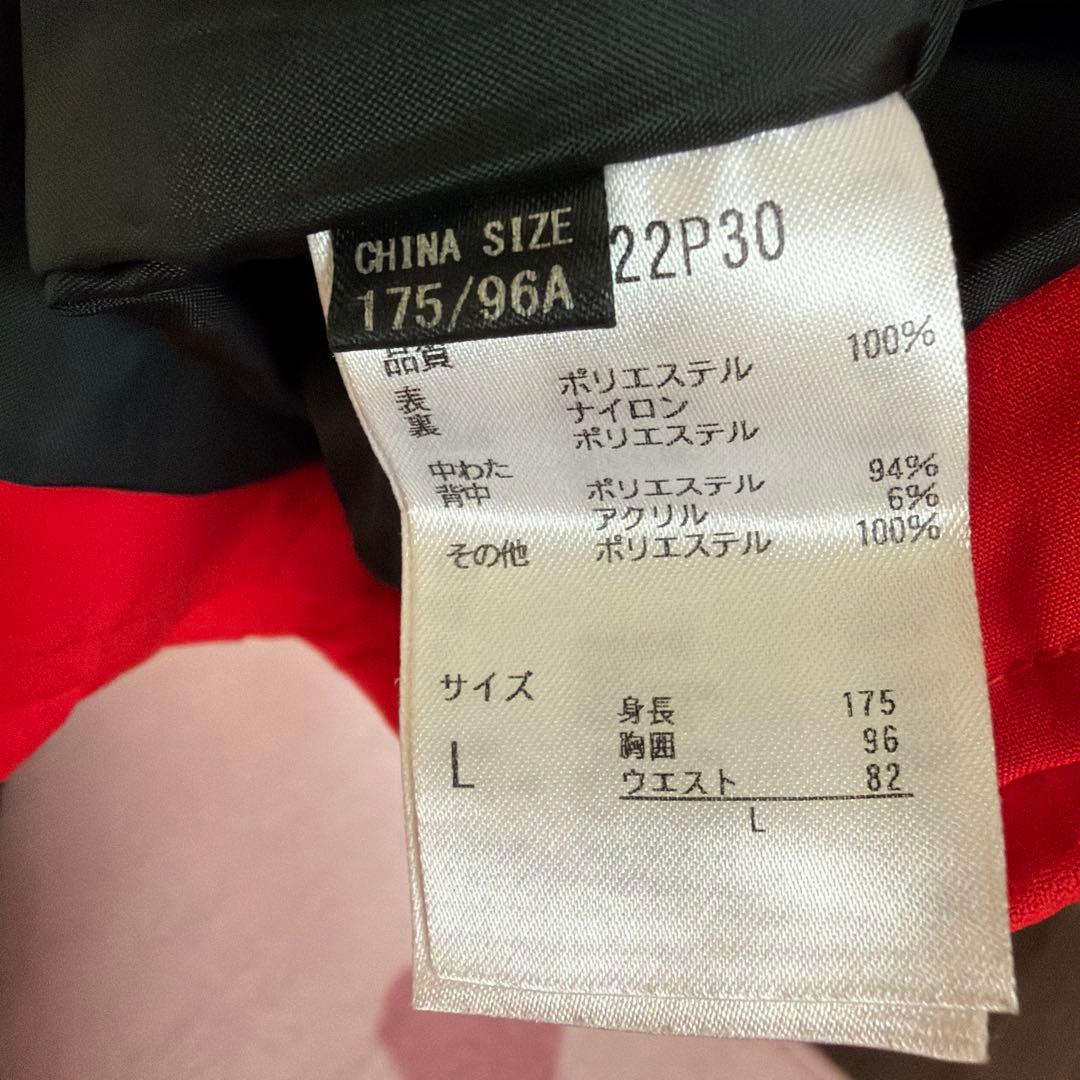 CHINA SIZE
175/96A
22P30
品質
表 ポリエステル 100%
裏 ナイロン
ポリエステル
中わた
背中 ポリエステル 94%
アクリル 6%
その他 ポリエステル 100%
サイズ
L
身長 175
胸囲 96
ウエスト 82
L